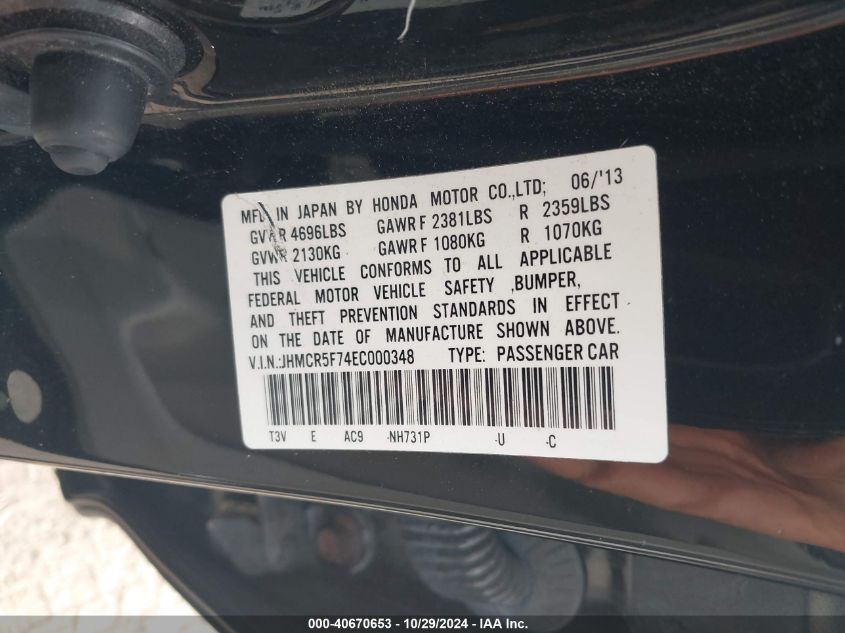 MFD IN JAPAN BY HONDA MOTOR CO.,LTD; 06/'13
GVWR 4696LBS GAWR F 2381LBS R 2359LBS
GVWR 2130KG GAWR F 1080KG R 1070KG
THIS VEHICLE CONFORMS TO ALL APPLICABLE
FEDERAL MOTOR VEHICLE SAFETY ,BUMPER,
AND THEFT PREVENTION STANDARDS IN EFFECT
ON THE DATE OF MANUFACTURE SHOWN ABOVE.
V.I.N.:JHMCR5F74EC000348 TYPE: PASSENGER CAR
T3V E AC9 -NH731P -U -C
000-40670653 - 10/29/2024 - IAA Inc.